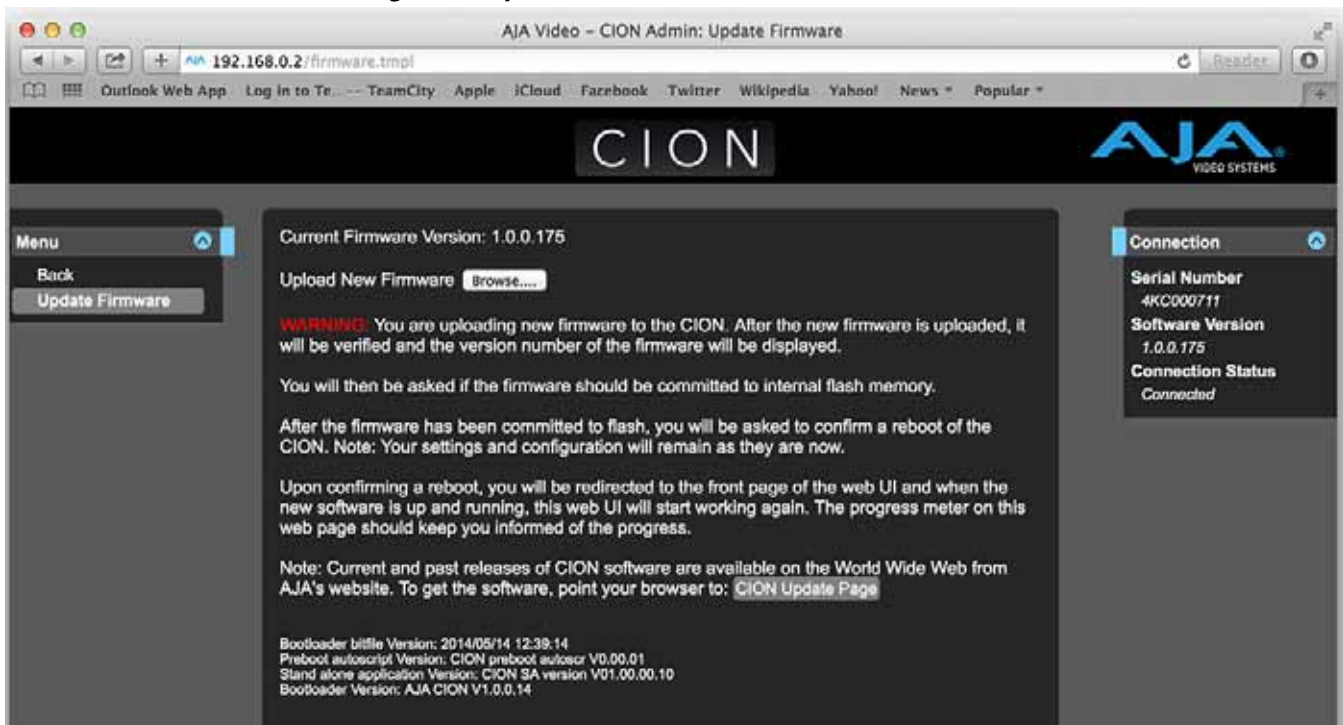 AJA Video – CION Admin: Update Firmware
192.168.0.2/firmware.tmpl
Reader
Outlook Web App Log in to Te... -- TeamCity Apple iCloud Facebook Twitter Wikipedia Yahoo! News Popular
CION
AJA
VIDEO SYSTEMS
Menu
Back
Update Firmware
Current Firmware Version: 1.0.0.175
Upload New Firmware Browse....
WARNING: You are uploading new firmware to the CION. After the new firmware is uploaded, it
will be verified and the version number of the firmware will be displayed.
You will then be asked if the firmware should be committed to internal flash memory.
After the firmware has been committed to flash, you will be asked to confirm a reboot of the
CION. Note: Your settings and configuration will remain as they are now.
Upon confirming a reboot, you will be redirected to the front page of the web UI and when the
new software is up and running, this web UI will start working again. The progress meter on this
web page should keep you informed of the progress.
Note: Current and past releases of CION software are available on the World Wide Web from
AJA's website. To get the software, point your browser to: CION Update Page
Bootloader bitfile Version: 2014/05/14 12:39:14
Preboot autoscript Version: CION preboot autoscr V0.00.01
Stand alone application Version: CION SA version V01.00.00.10
Bootloader Version: AJA CION V1.0.0.14
Connection
Serial Number
4KC000711
Software Version
1.0.0.175
Connection Status
Connected